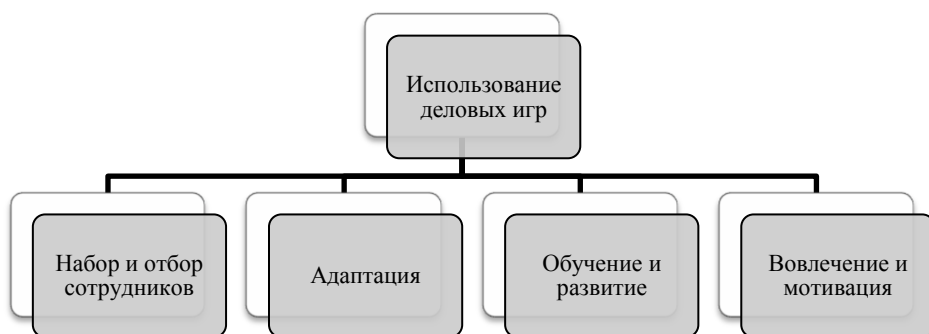 Использование
деловых игр
Набор и отбор
сотрудников
Адаптация
Обучение и
развитие
Вовлечение и
мотивация